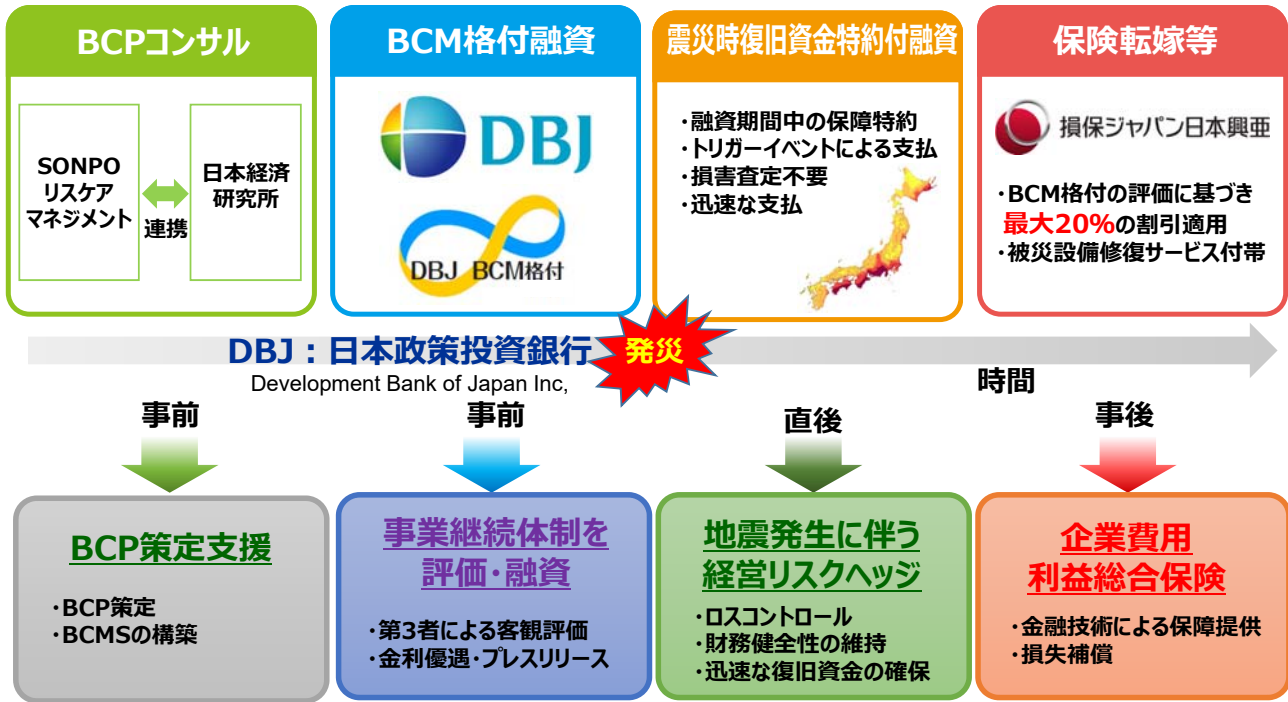 BCPコンサル
SONPO
リスクケア
マネジメント
連携
日本経済
研究所
BCM格付融資
DBJ
DBJ BCM格付
震災時復旧資金特約付融資
・融資期間中の保障特約
・トリガーイベントによる支払
・損害査定不要
・迅速な支払
保険転嫁等
損保ジャパン日本興亜
・BCM格付の評価に基づき
最大20%の割引適用
・被災設備修復サービス付帯
DBJ：日本政策投資銀行
Development Bank of Japan Inc,
発災
時間
事前
事前
直後
事後
BCP策定支援
・BCP策定
・BCMSの構築
事業継続体制を
評価・融資
・第3者による客観評価
・金利優遇・プレスリリース
地震発生に伴う
経営リスクヘッジ
・ロスコントロール
・財務健全性の維持
・迅速な復旧資金の確保
企業費用
利益総合保険
・金融技術による保障提供
・損失補償